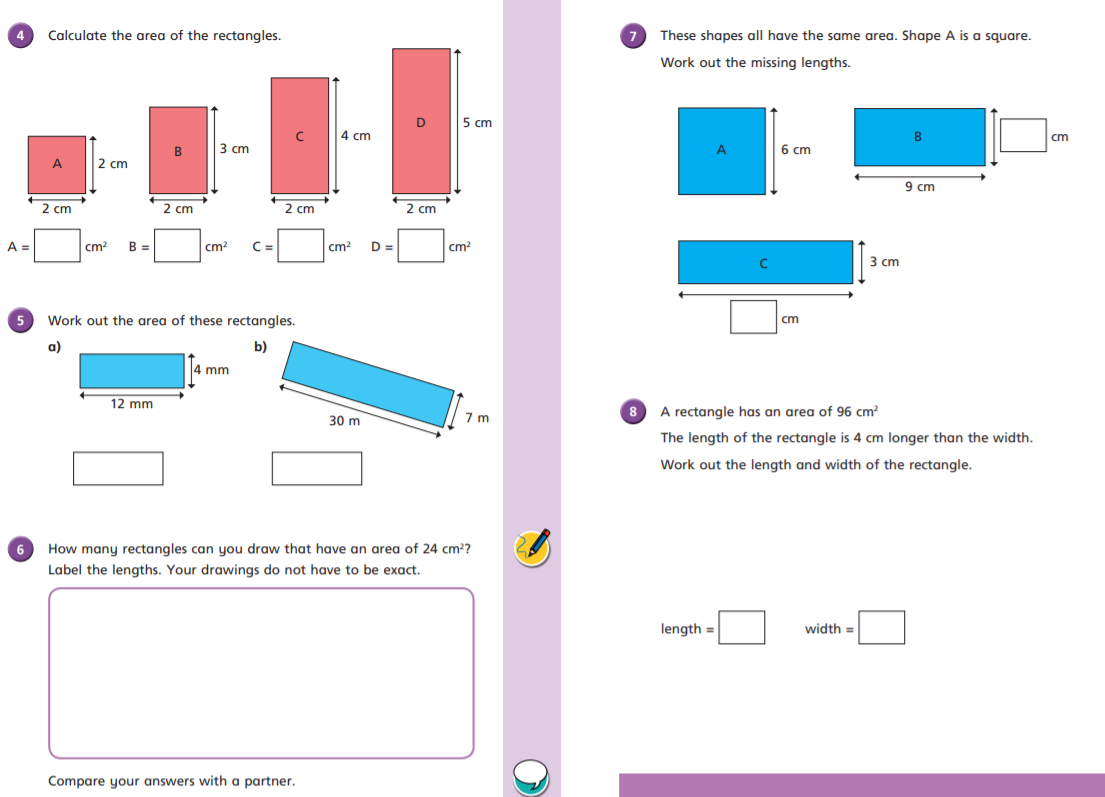 4 Calculate the area of the rectangles.
A 2 cm 2 cm
B 3 cm 2 cm
C 4 cm 2 cm
D 5 cm 2 cm
A = cm² B = cm² C = cm² D = cm²
5 Work out the area of these rectangles.
a) 4 mm
12 mm
b) 30 m 7 m
6 How many rectangles can you draw that have an area of 24 cm²?
Label the lengths. Your drawings do not have to be exact.
Compare your answers with a partner.
7 These shapes all have the same area. Shape A is a square.
Work out the missing lengths.
A 6 cm
B cm
9 cm
C 3 cm
cm
8 A rectangle has an area of 96 cm²
The length of the rectangle is 4 cm longer than the width.
Work out the length and width of the rectangle.
length = width =